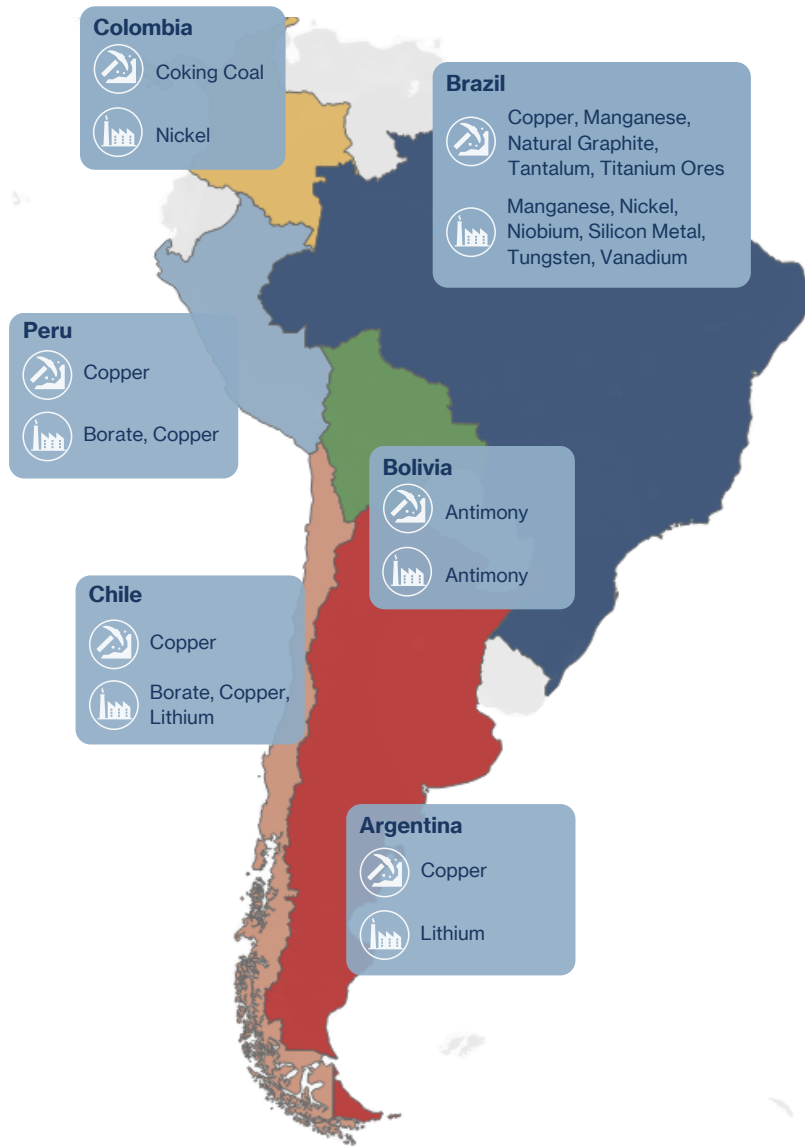 Colombia
Coking Coal
Nickel
Brazil
Copper, Manganese,
Natural Graphite,
Tantalum, Titanium Ores
Manganese, Nickel,
Niobium, Silicon Metal,
Tungsten, Vanadium
Peru
Copper
Borate, Copper
Bolivia
Antimony
Antimony
Chile
Copper
Borate, Copper,
Lithium
Argentina
Copper
Lithium